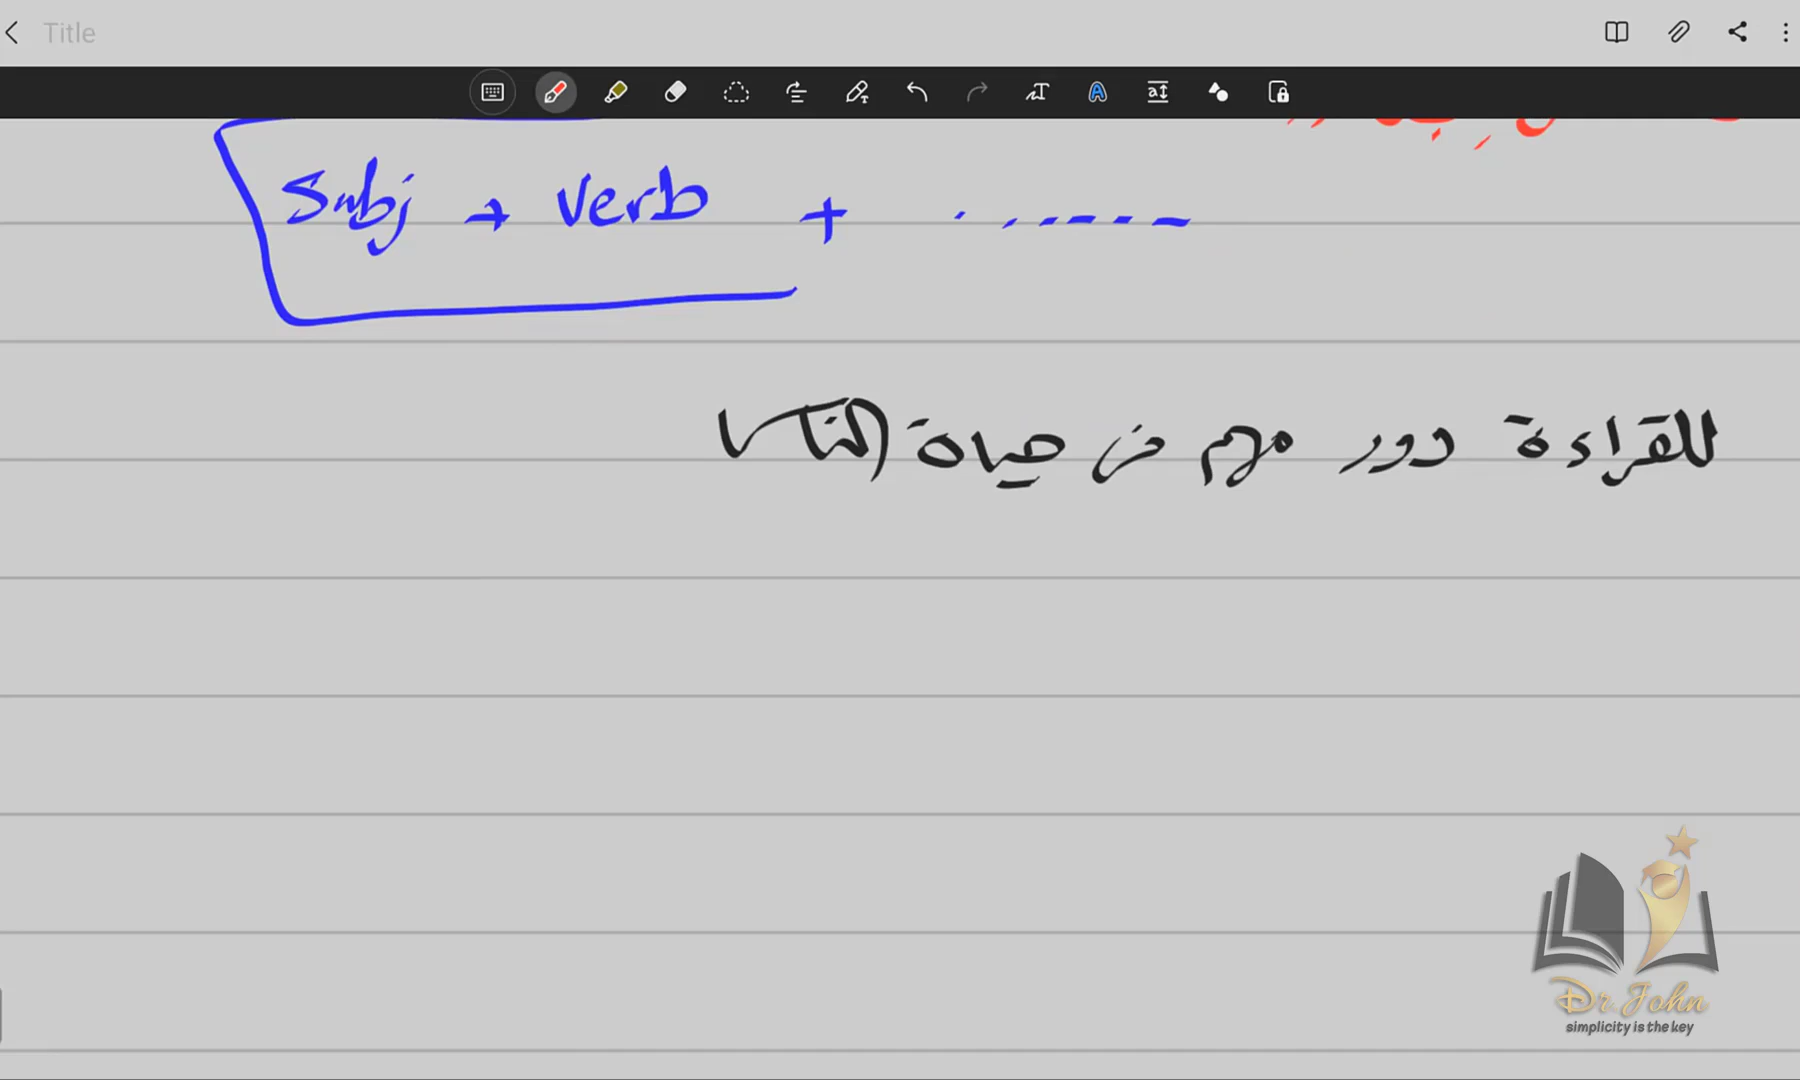 Title
Subj + Verb + ......
للقراءة دور مهم في حياة الناس
Dr. John
simplicity is the key